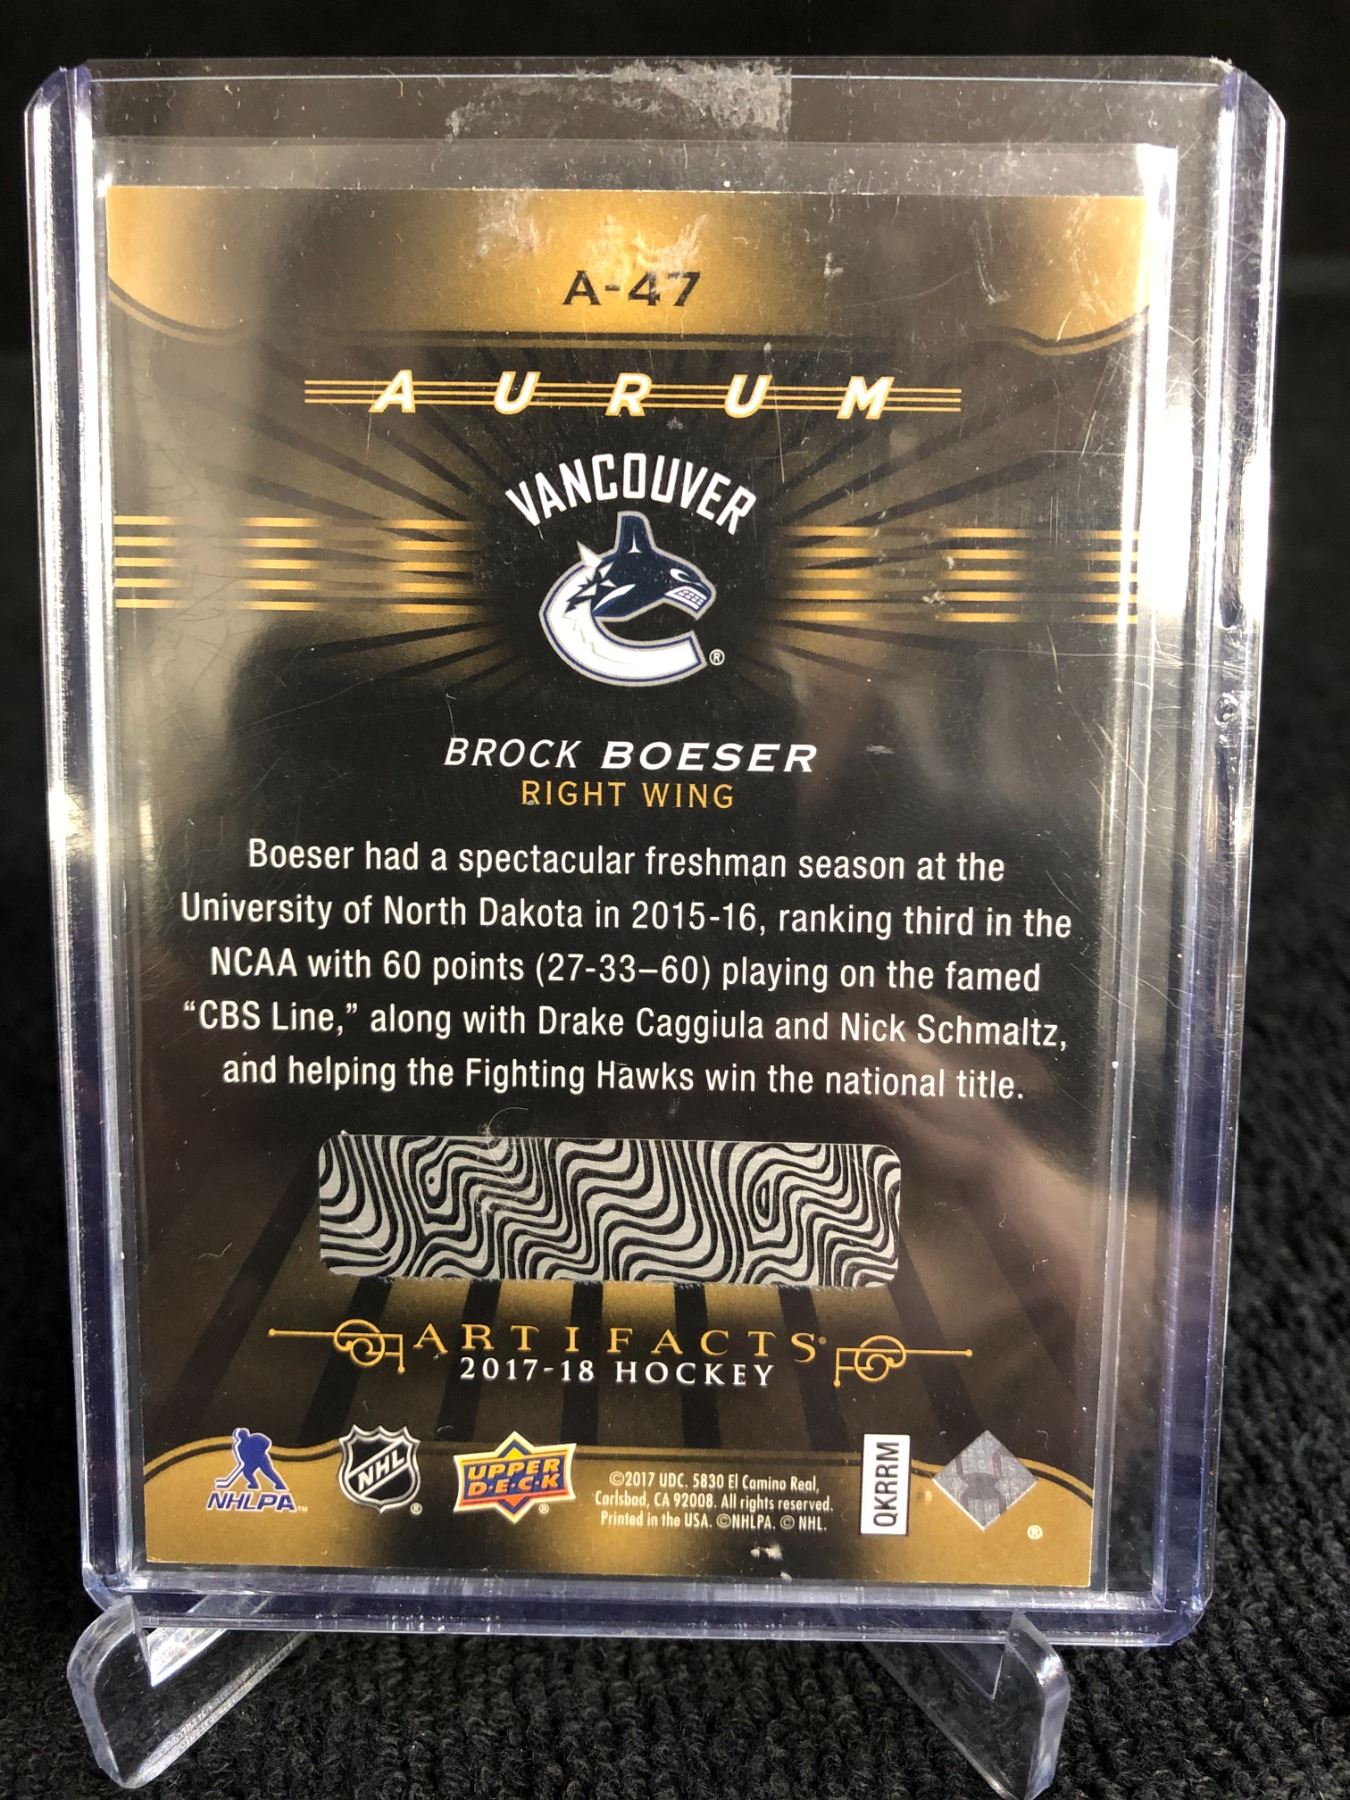 A-47
AURUM
VANCOUVER
®
BROCK BOESER
RIGHT WING
Boeser had a spectacular freshman season at the
University of North Dakota in 2015-16, ranking third in the
NCAA with 60 points (27-33–60) playing on the famed
“CBS Line,” along with Drake Caggiula and Nick Schmaltz,
and helping the Fighting Hawks win the national title.
ARTIFACTS®
2017-18 HOCKEY
NHLPA™
NHL®
UPPER
D·E·C·K®
©2017 UDC. 5830 El Camino Real,
Carlsbad, CA 92008. All rights reserved.
Printed in the USA. ©NHLPA. © NHL.
QKRRM
®